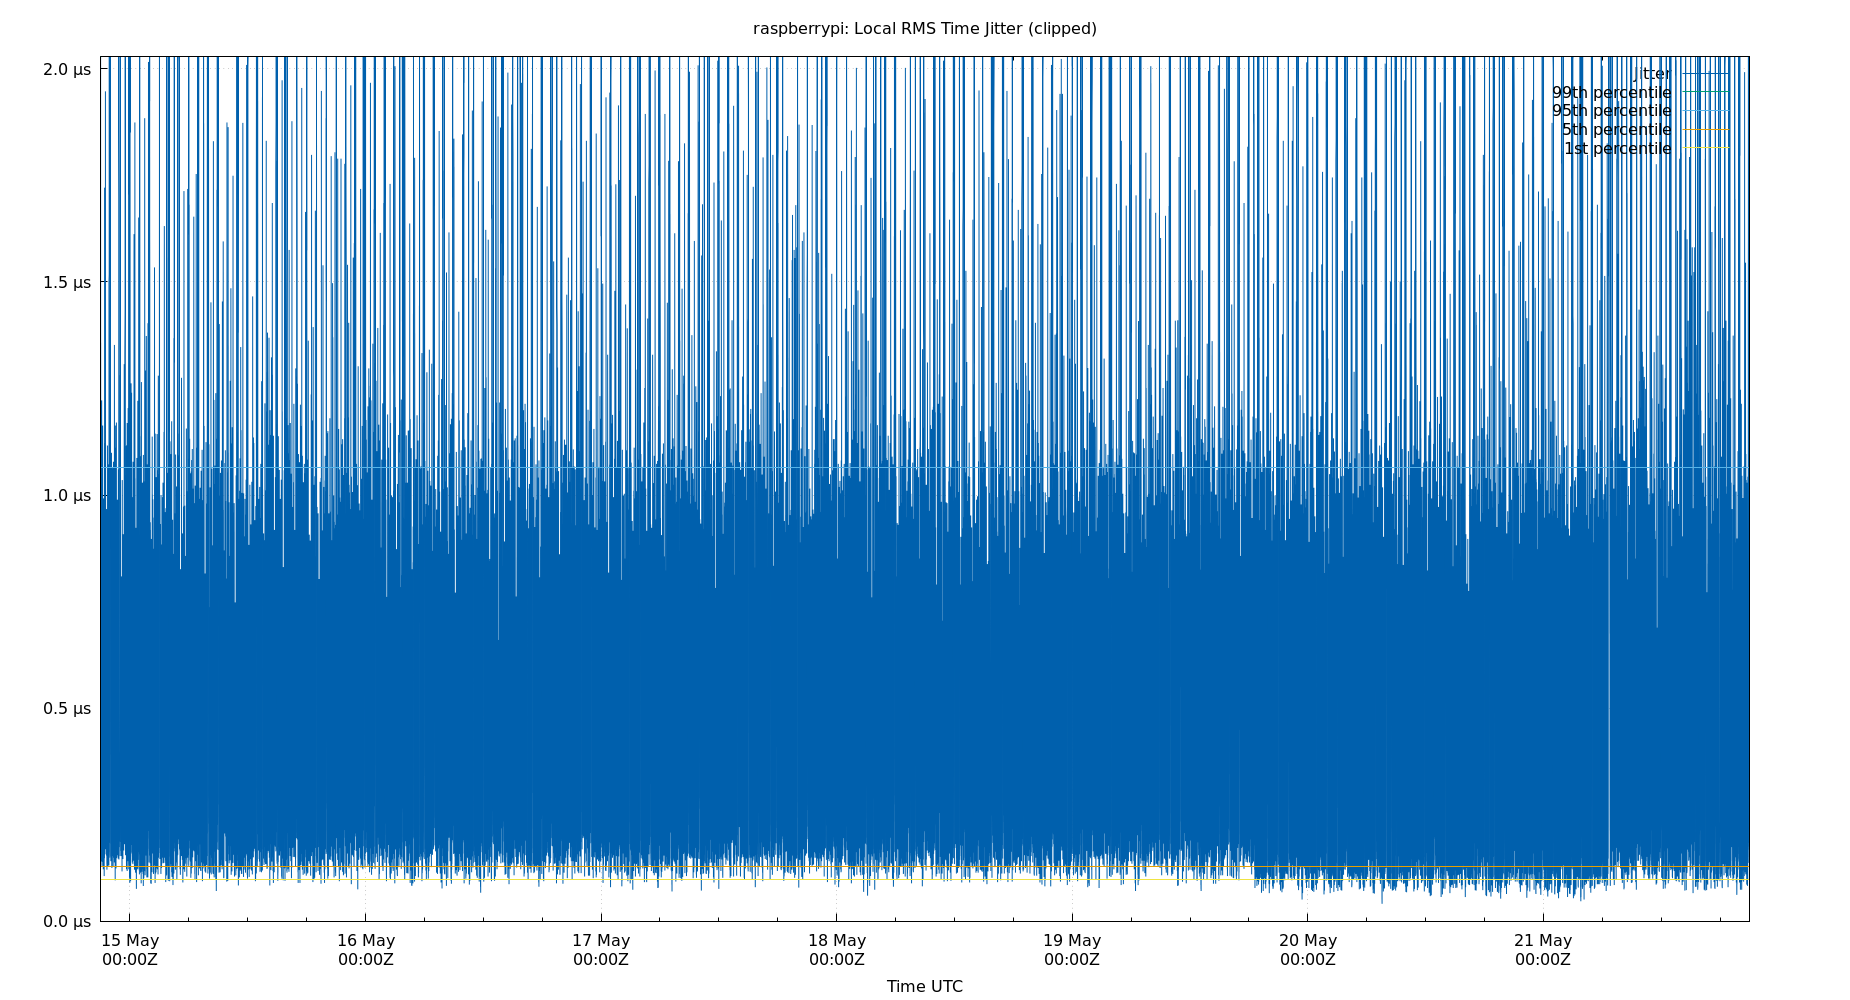 raspberrypi: Local RMS Time Jitter (clipped)
2.0 μs
1.5 μs
1.0 μs
0.5 μs
0.0 μs
jitter
99th percentile
95th percentile
5th percentile
1st percentile
15 May 16 May 17 May 18 May 19 May 20 May 21 May
00:00Z 00:00Z 00:00Z 00:00Z 00:00Z 00:00Z 00:00Z
Time UTC